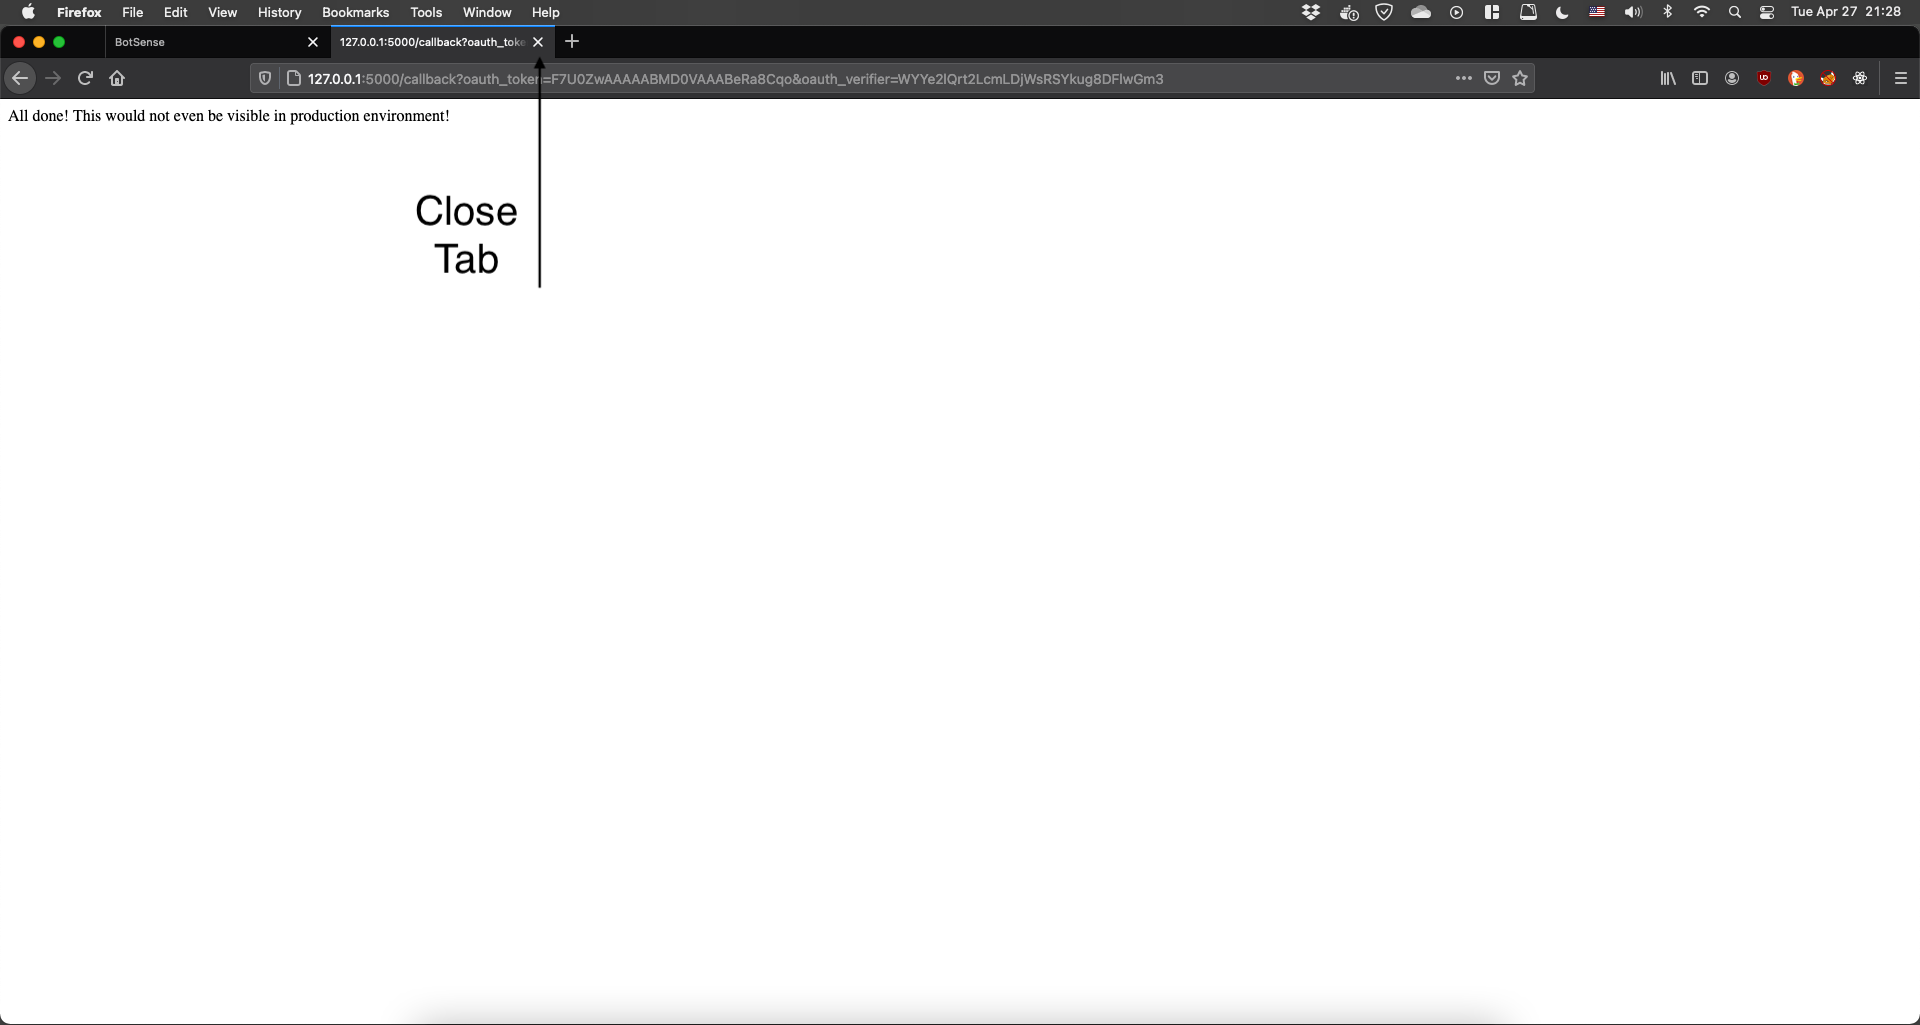 Firefox File Edit View History Bookmarks Tools Window Help Tue Apr 27 21:28
BotSense 127.0.0.1:5000/callback?oauth_toke
127.0.0.1:5000/callback?oauth_token=F7U0ZwAAAAABMD0VAAABeRa8Cqo&oauth_verifier=WYYe2lQrt2LcmLDjWsRSYkug8DFlwGm3
All done! This would not even be visible in production environment!
Close
Tab